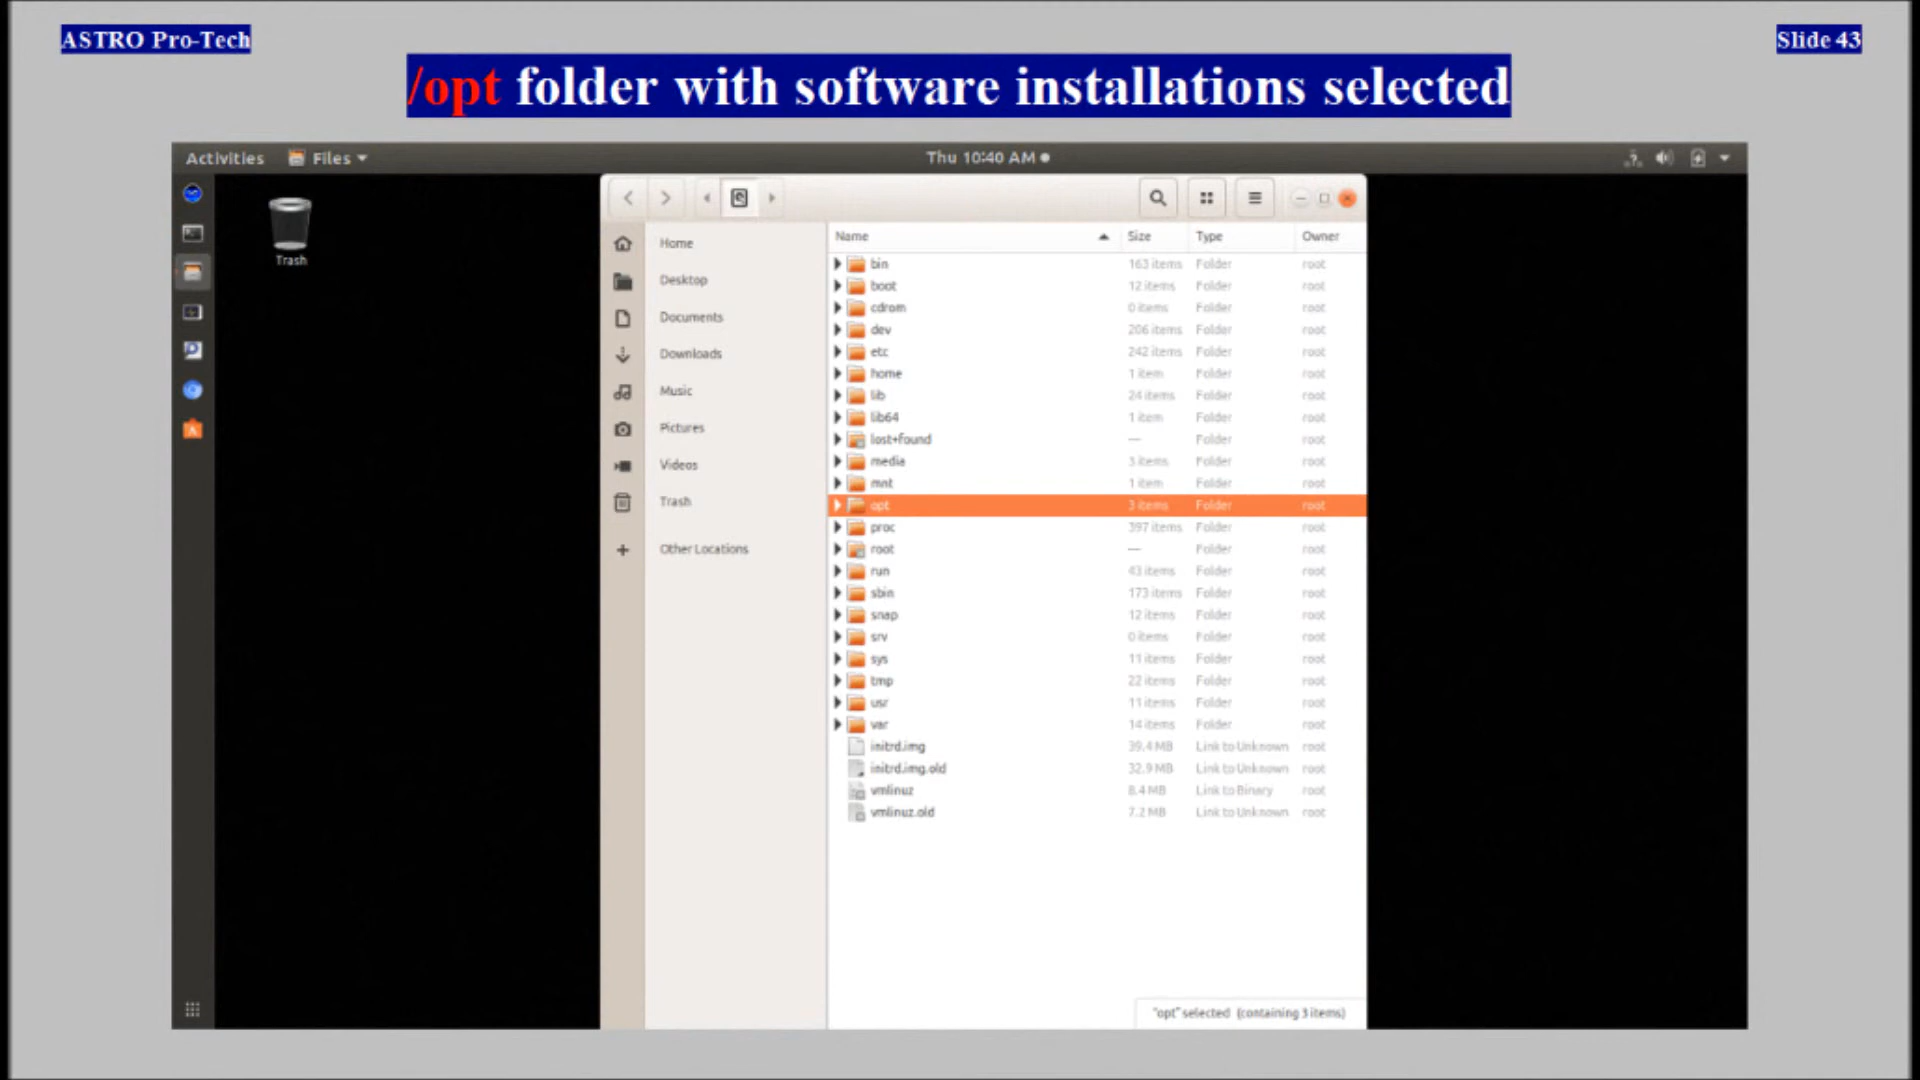 ASTRO Pro-Tech
Slide 43
/opt folder with software installations selected
Activities Files Thu 10:40 AM
Trash
Home
Desktop
Documents
Downloads
Music
Pictures
Videos
Trash
Other Locations
Name Size Type Owner
bin 163 items Folder root
boot 12 items Folder root
cdrom 0 items Folder root
dev 206 items Folder root
etc 242 items Folder root
home 1 item Folder root
lib 24 items Folder root
lib64 1 item Folder root
lost+found — Folder root
media 3 items Folder root
mnt 1 item Folder root
opt 3 items Folder root
proc 397 items Folder root
root — Folder root
run 43 items Folder root
sbin 173 items Folder root
snap 12 items Folder root
srv 0 items Folder root
sys 11 items Folder root
tmp 22 items Folder root
usr 11 items Folder root
var 14 items Folder root
initrd.img 39.4 MB Link to Unknown root
initrd.img.old 32.9 MB Link to Unknown root
vmlinuz 8.4 MB Link to Binary root
vmlinuz.old 7.2 MB Link to Unknown root
"opt" selected (containing 3 items)